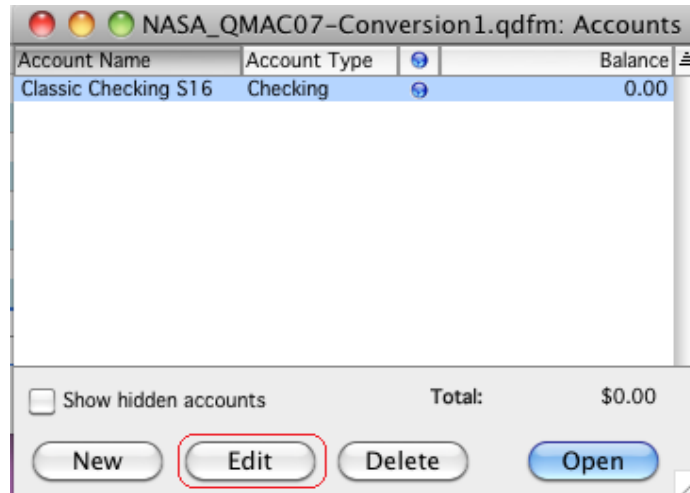 NASA_QMAC07-Conversion1.qdfm: Accounts
Account Name Account Type Balance
Classic Checking S16 Checking 0.00
Show hidden accounts Total: $0.00
New Edit Delete Open